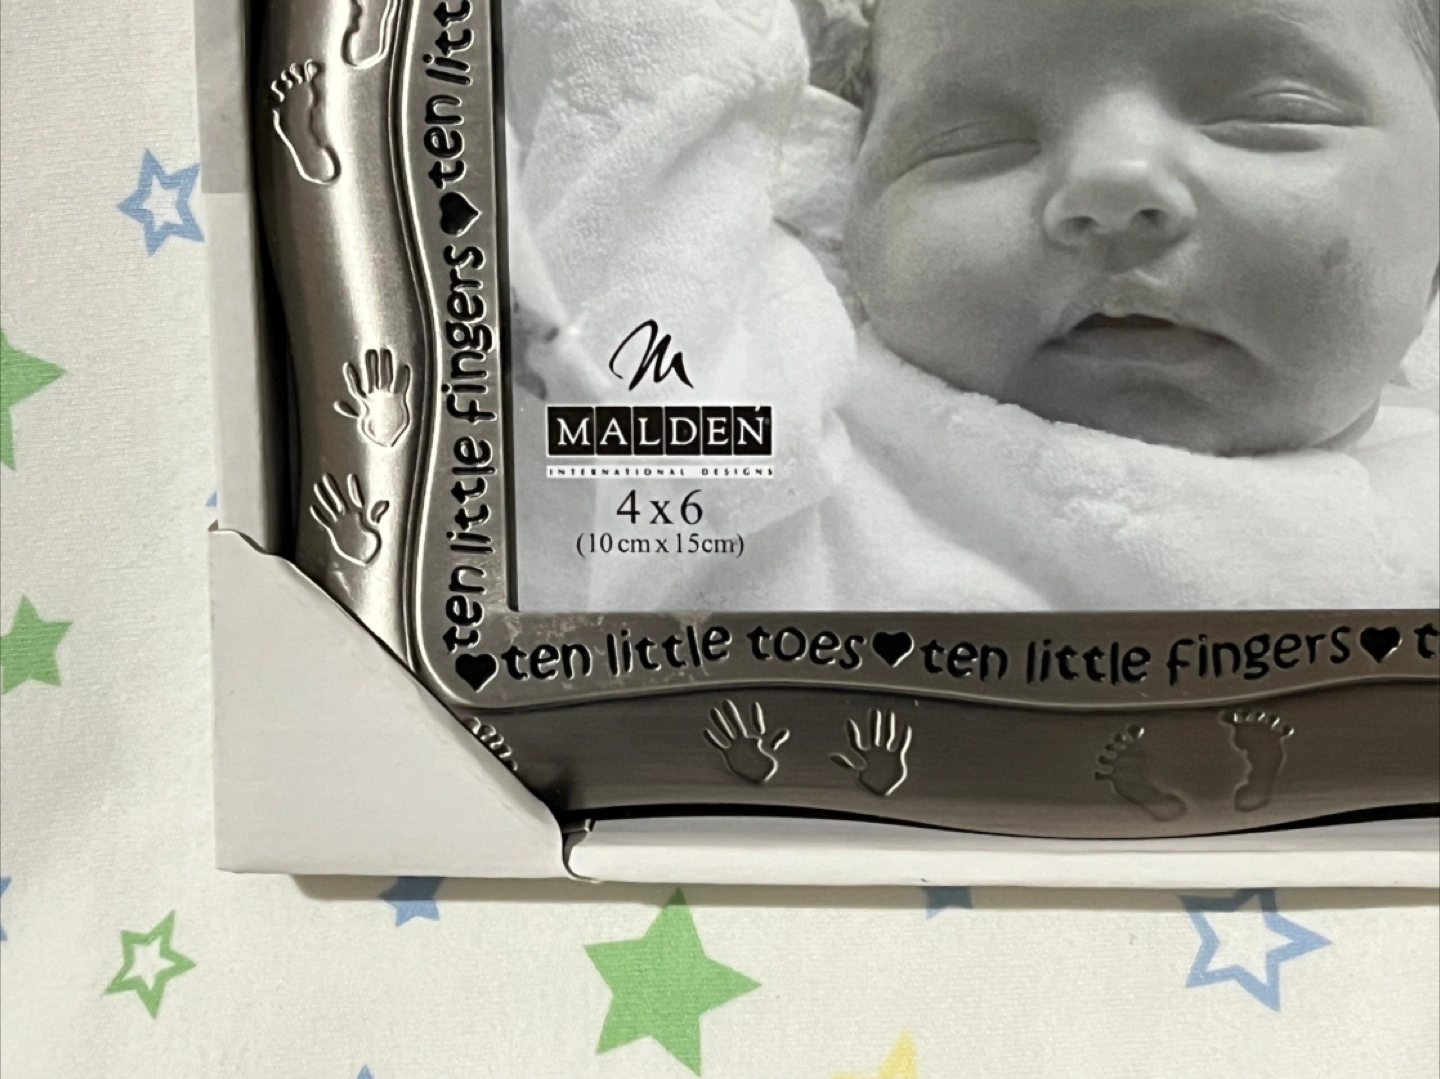 ten litt
♥
ten little fingers
M
MALDEN
INTERNATIONAL DESIGNS
4 x 6
(10 cm x 15cm)
♥ten little toes♥ten little fingers♥t